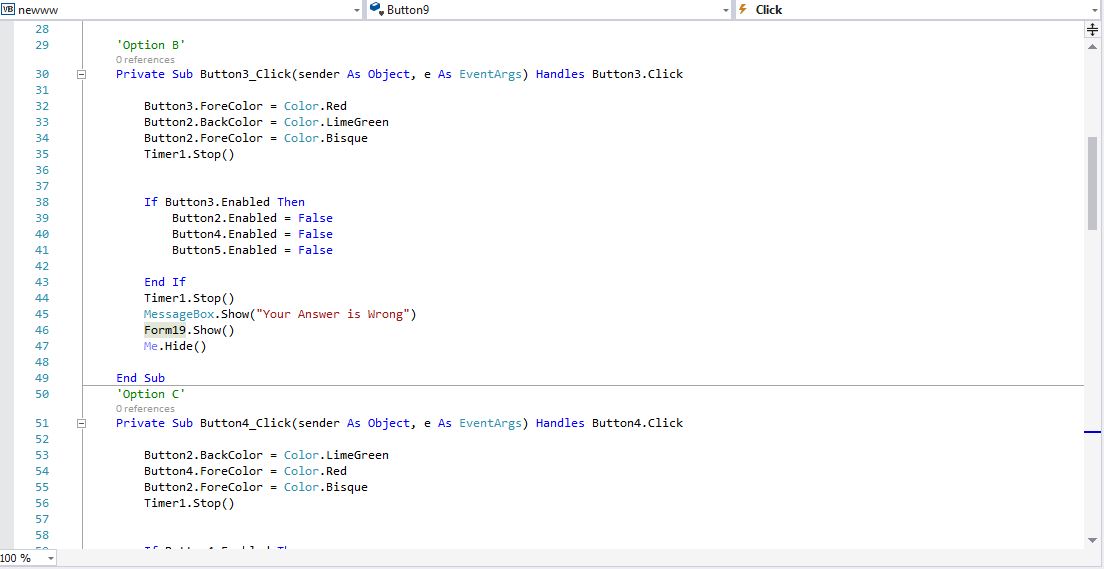 VB newww Button9 Click
28
29 'Option B'
0 references
30 Private Sub Button3_Click(sender As Object, e As EventArgs) Handles Button3.Click
31
32 Button3.ForeColor = Color.Red
33 Button2.BackColor = Color.LimeGreen
34 Button2.ForeColor = Color.Bisque
35 Timer1.Stop()
36
37
38 If Button3.Enabled Then
39 Button2.Enabled = False
40 Button4.Enabled = False
41 Button5.Enabled = False
42
43 End If
44 Timer1.Stop()
45 MessageBox.Show("Your Answer is Wrong")
46 Form19.Show()
47 Me.Hide()
48
49 End Sub
50 'Option C'
0 references
51 Private Sub Button4_Click(sender As Object, e As EventArgs) Handles Button4.Click
52
53 Button2.BackColor = Color.LimeGreen
54 Button4.ForeColor = Color.Red
55 Button2.ForeColor = Color.Bisque
56 Timer1.Stop()
57
58
100 %